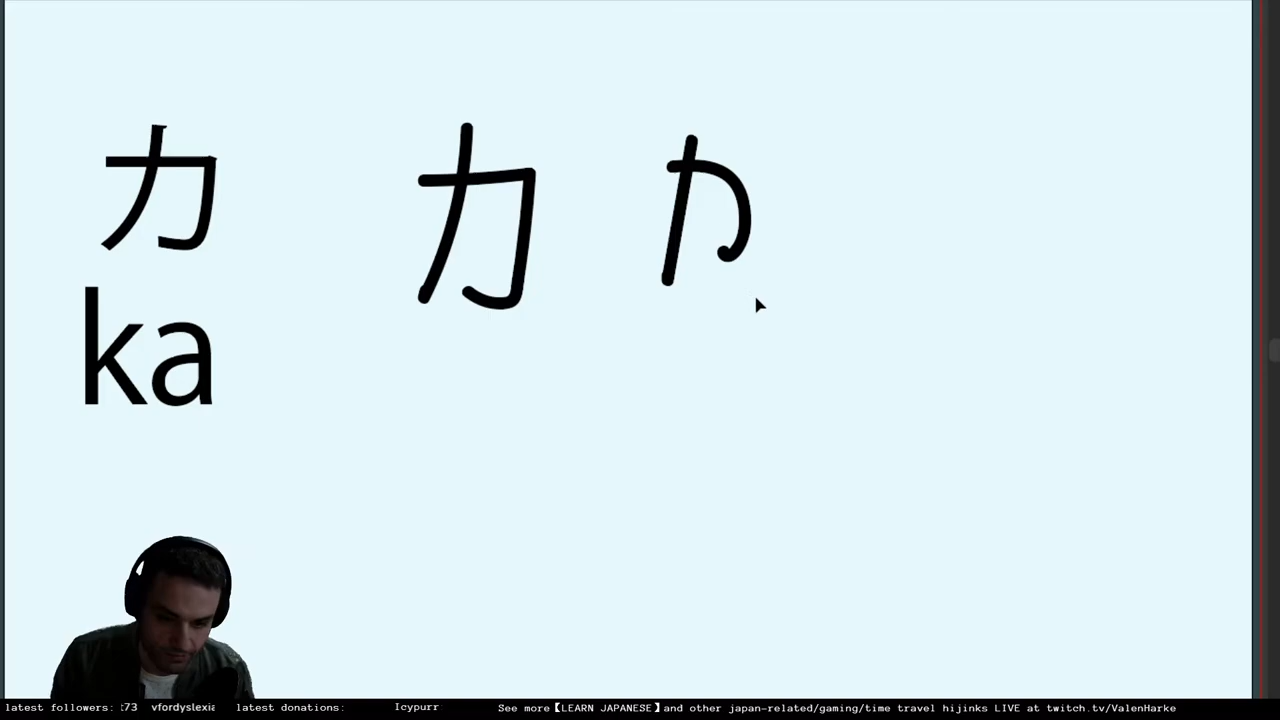 カ カ か
ka
latest followers: :73 vfordyslexia latest donations: Icypurr See more【LEARN JAPANESE】and other japan-related/gaming/time travel hijinks LIVE at twitch.tv/ValenHarke